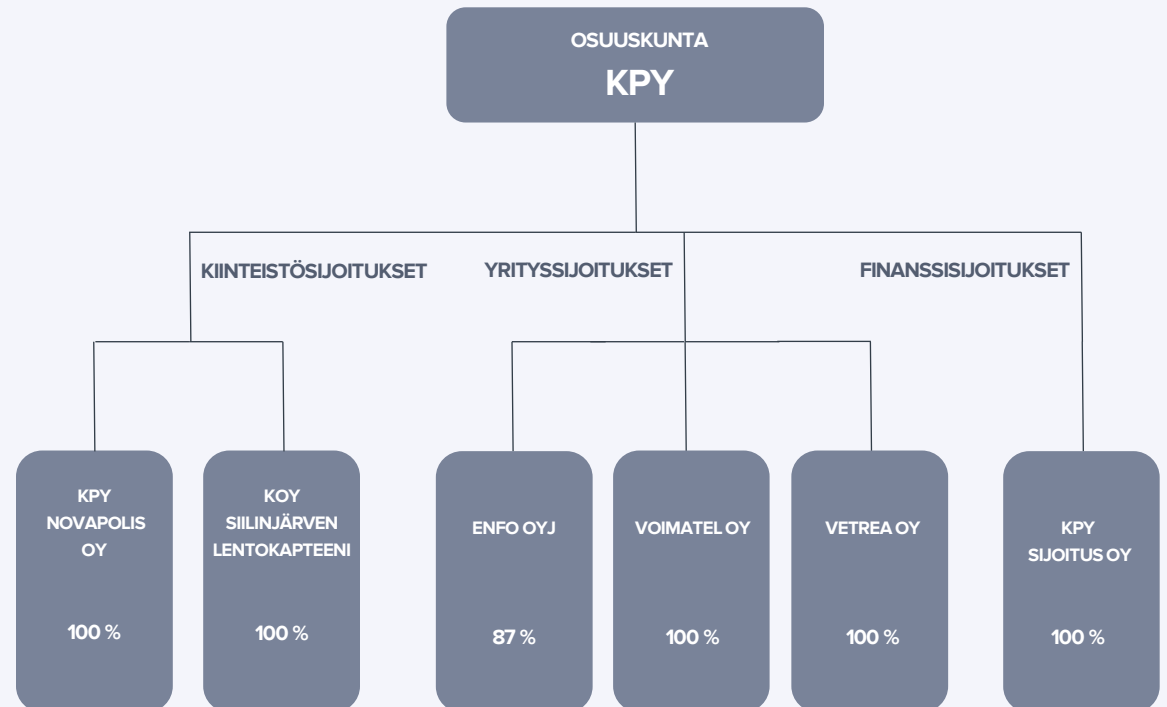 OSUUSKUNTA
KPY
KIINTEISTÖSIJOITUKSET
YRITYSSIJOITUKSET
FINANSSISIJOITUKSET
KPY
NOVAPOLIS
OY
100 %
KOY
SIILINJÄRVEN
LENTOKAPTEENI
100 %
ENFO OYJ
87 %
VOIMATEL OY
100 %
VETREA OY
100 %
KPY
SIJOITUS OY
100 %